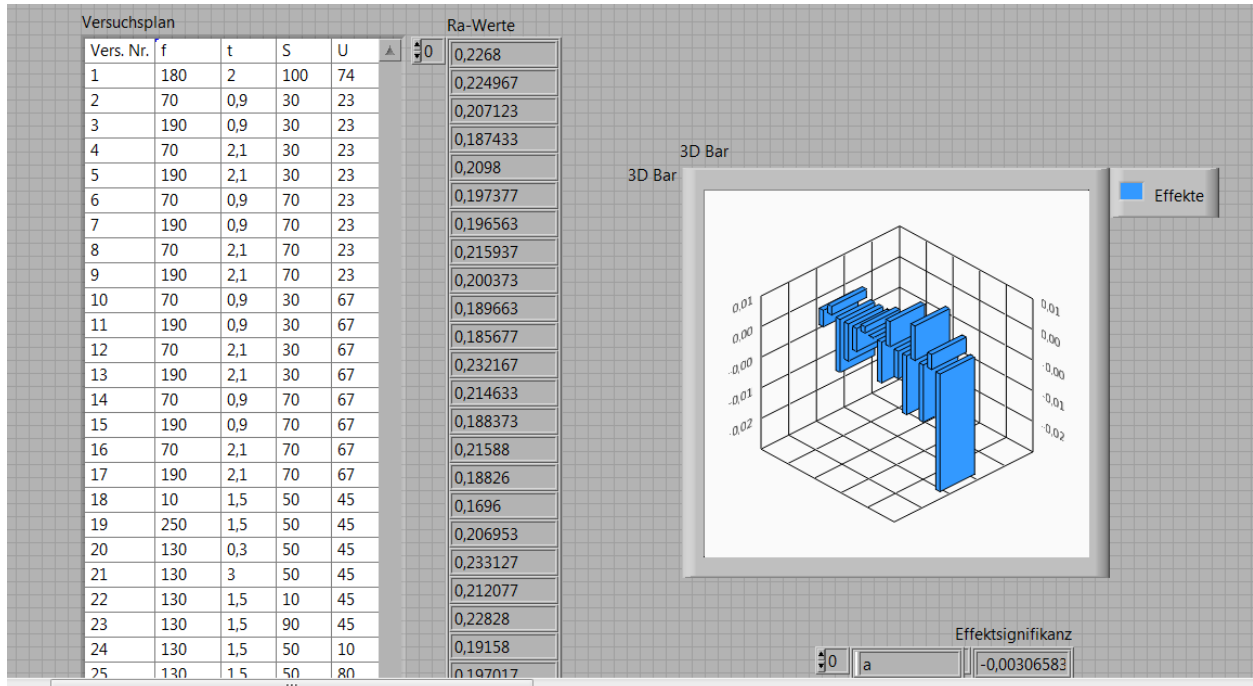 Versuchsplan
Vers. Nr. f t S U
1 180 2 100 74
2 70 0,9 30 23
3 190 0,9 30 23
4 70 2,1 30 23
5 190 2,1 30 23
6 70 0,9 70 23
7 190 0,9 70 23
8 70 2,1 70 23
9 190 2,1 70 23
10 70 0,9 30 67
11 190 0,9 30 67
12 70 2,1 30 67
13 190 2,1 30 67
14 70 0,9 70 67
15 190 0,9 70 67
16 70 2,1 70 67
17 190 2,1 70 67
18 10 1,5 50 45
19 250 1,5 50 45
20 130 0,3 50 45
21 130 3 50 45
22 130 1,5 10 45
23 130 1,5 90 45
24 130 1,5 50 10
25 130 1,5 50 80
Ra-Werte
0
0,2268
0,224967
0,207123
0,187433
0,2098
0,197377
0,196563
0,215937
0,200373
0,189663
0,185677
0,232167
0,214633
0,188373
0,21588
0,18826
0,1696
0,206953
0,233127
0,212077
0,22828
0,19158
0,197017
3D Bar
3D Bar
Effekte
0,01
0,00
-0,00
-0,01
-0,02
0,01
0,00
-0,00
-0,01
-0,02
Effektsignifikanz
0 a -0,00306583